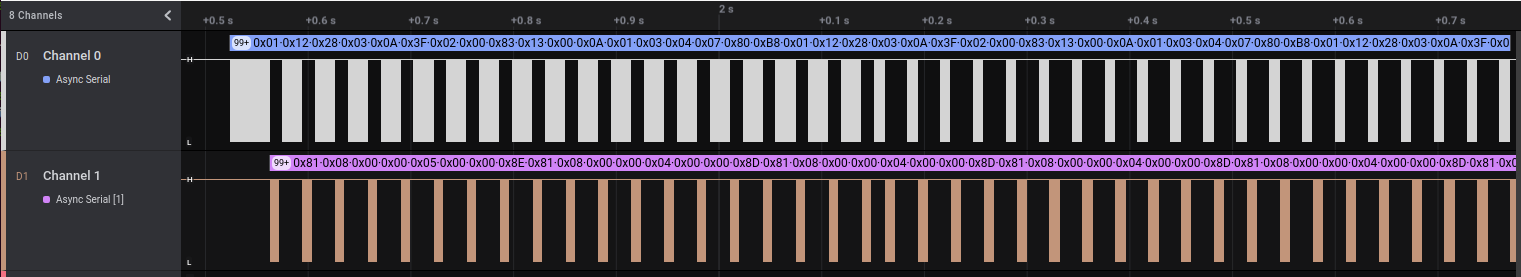 8 Channels
+0.5 s +0.6 s +0.7 s +0.8 s +0.9 s 2 s +0.1 s +0.2 s +0.3 s +0.4 s +0.5 s +0.6 s +0.7 s
D0 Channel 0
Async Serial
99+ 0x01·0x12·0x28·0x03·0x0A·0x3F·0x02·0x00·0x83·0x13·0x00·0x0A·0x01·0x03·0x04·0x07·0x80·0xB8·0x01·0x12·0x28·0x03·0x0A·0x3F·0x02·0x00·0x83·0x13·0x00·0x0A·0x01·0x03·0x04·0x07·0x80·0xB8·0x01·0x12·0x28·0x03·0x0A·0x3F·0x0
H
L
D1 Channel 1
Async Serial [1]
99+ 0x81·0x08·0x00·0x00·0x05·0x00·0x00·0x8E·0x81·0x08·0x00·0x00·0x04·0x00·0x00·0x8D·0x81·0x08·0x00·0x00·0x04·0x00·0x00·0x8D·0x81·0x08·0x00·0x00·0x04·0x00·0x00·0x8D·0x81·0x08·0x00·0x00·0x04·0x00·0x00·0x8D·0x81·0x0
H
L